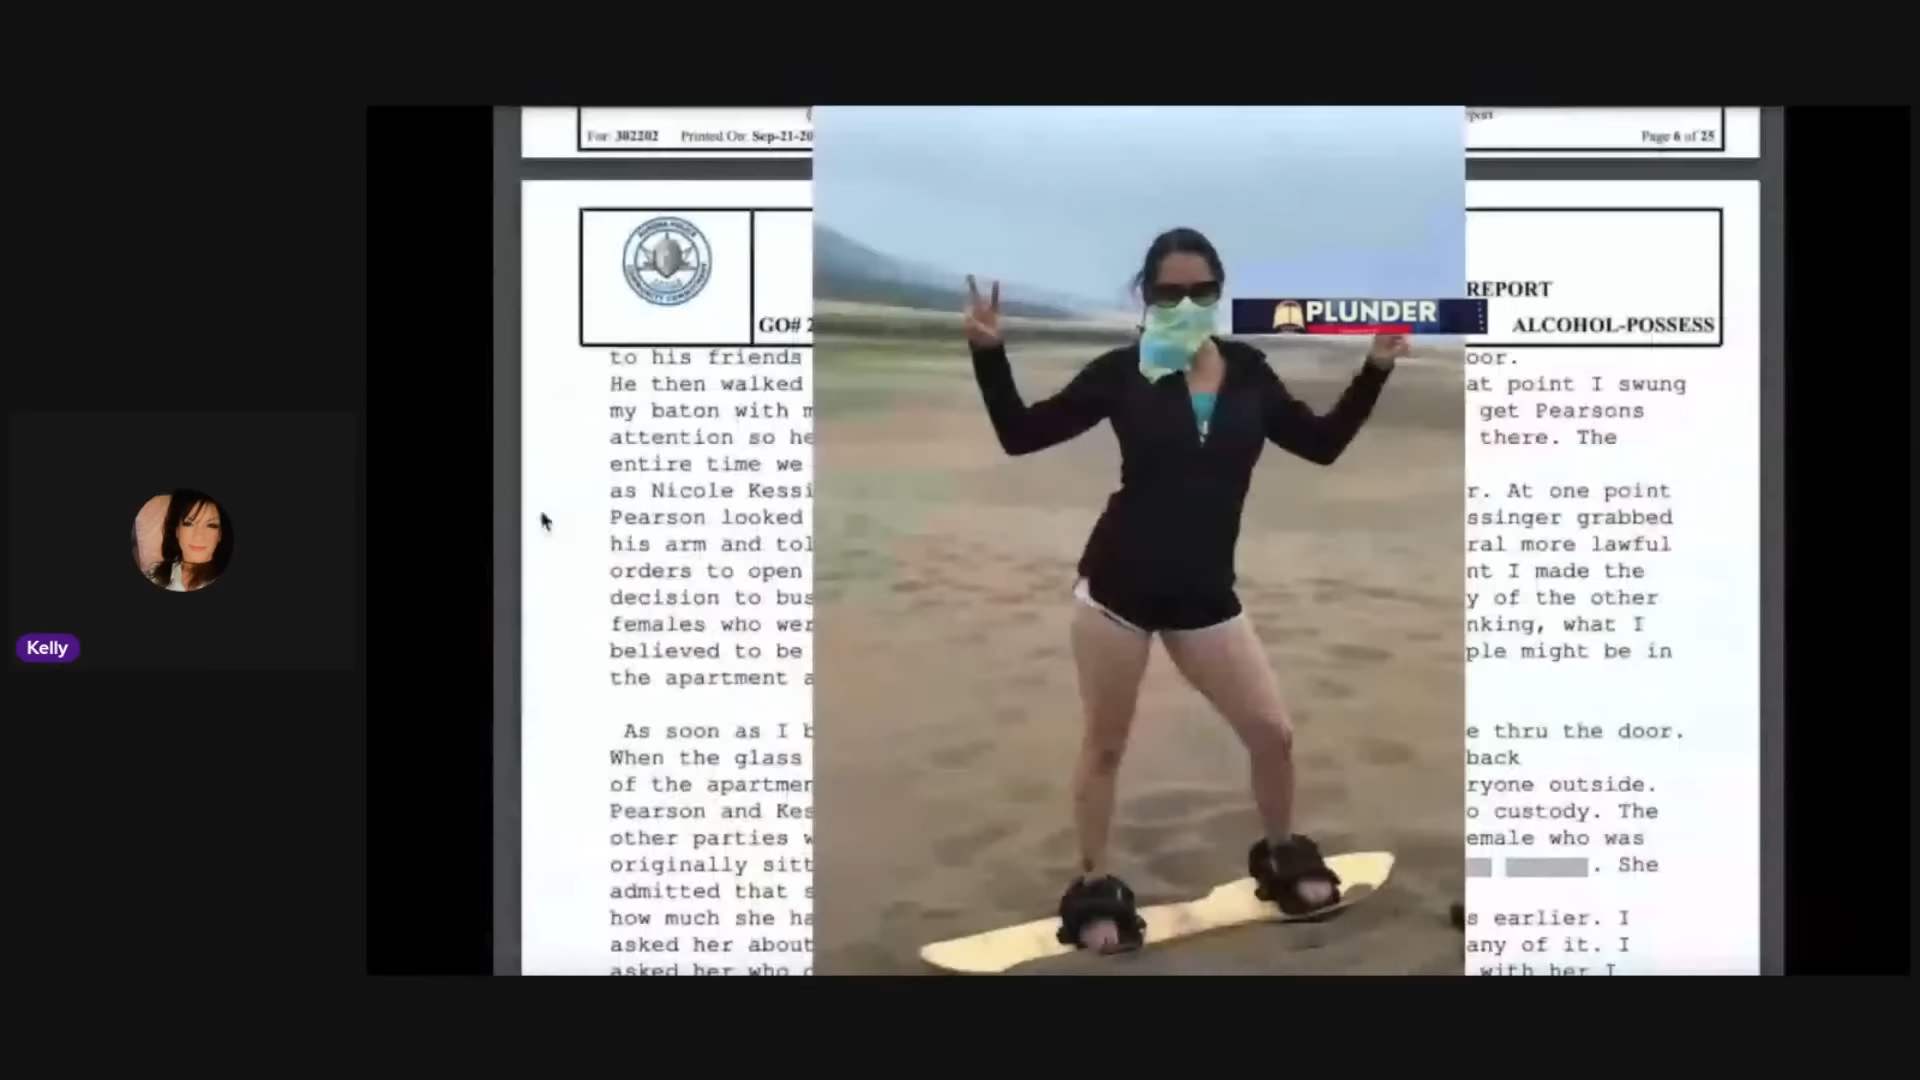 For: 302202 Printed On: Sep-21-20
Page 6 of 25
PLUNDER
REPORT
GO# 2
ALCOHOL-POSSESS
to his friends
oor.
He then walked
at point I swung
my baton with m
get Pearsons
attention so he
there. The
entire time we
as Nicole Kessi
r. At one point
Pearson looked
ssinger grabbed
his arm and tol
ral more lawful
orders to open
nt I made the
decision to bus
y of the other
females who wer
nking, what I
believed to be
ple might be in
the apartment a
As soon as I b
e thru the door.
When the glass
back
of the apartmen
ryone outside.
Pearson and Kes
o custody. The
other parties w
emale who was
originally sitt
. She
admitted that s
how much she ha
s earlier. I
asked her about
any of it. I
asked her who
with her I
Kelly